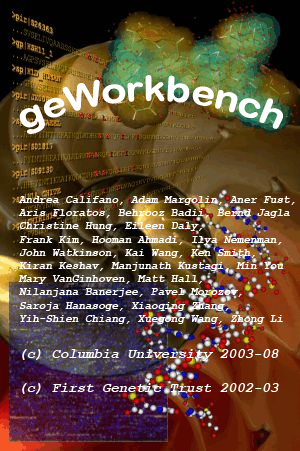 geWorkbench
Andrea Califano, Adam Margolin, Aner Fust,
Aris Floratos, Behrooz Badii, Bernd Jagla
Christine Hung, Eileen Daly,
Frank Kim, Hooman Ahmadi, Ilya Nemenman,
John Watkinson, Kai Wang, Ken Smith,
Kiran Keshav, Manjunath Kustagi, Min You
Mary VanGinhoven, Matt Hall,
Nilanjana Banerjee, Pavel Morozov,
Saroja Hanasoge, Xiaoqing Zhang,
Yih-Shien Chiang, Xuegong Wang, Zhong Li
(c) Columbia University 2003-08
(c) First Genetic Trust 2002-03